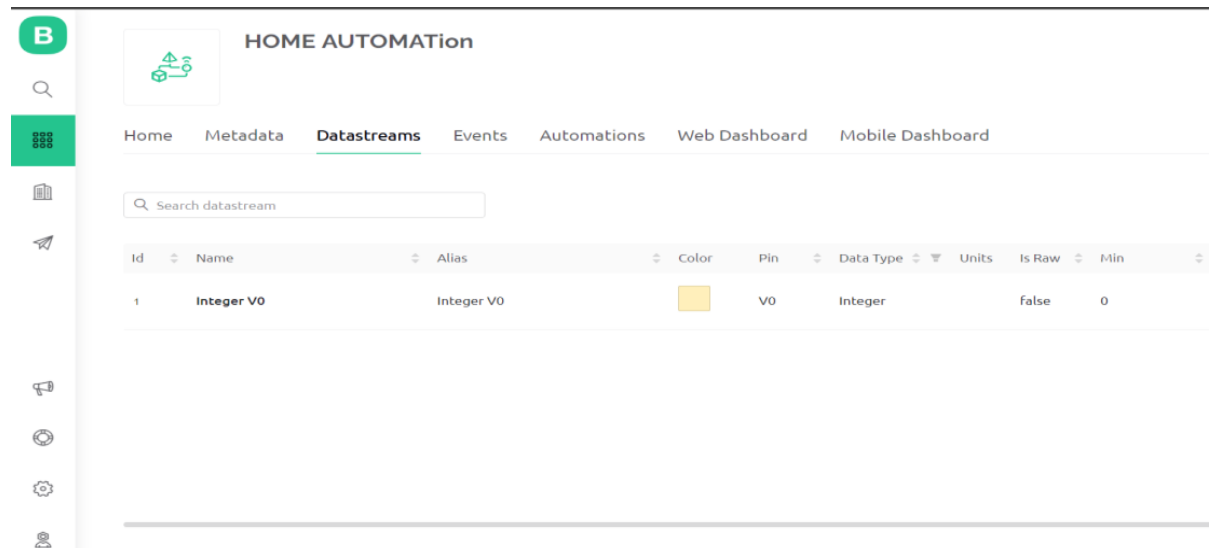 B
HOME AUTOMATion
Home Metadata Datastreams Events Automations Web Dashboard Mobile Dashboard
Search datastream
Id Name Alias Color Pin Data Type Units Is Raw Min
1 Integer V0 Integer V0 V0 Integer false 0